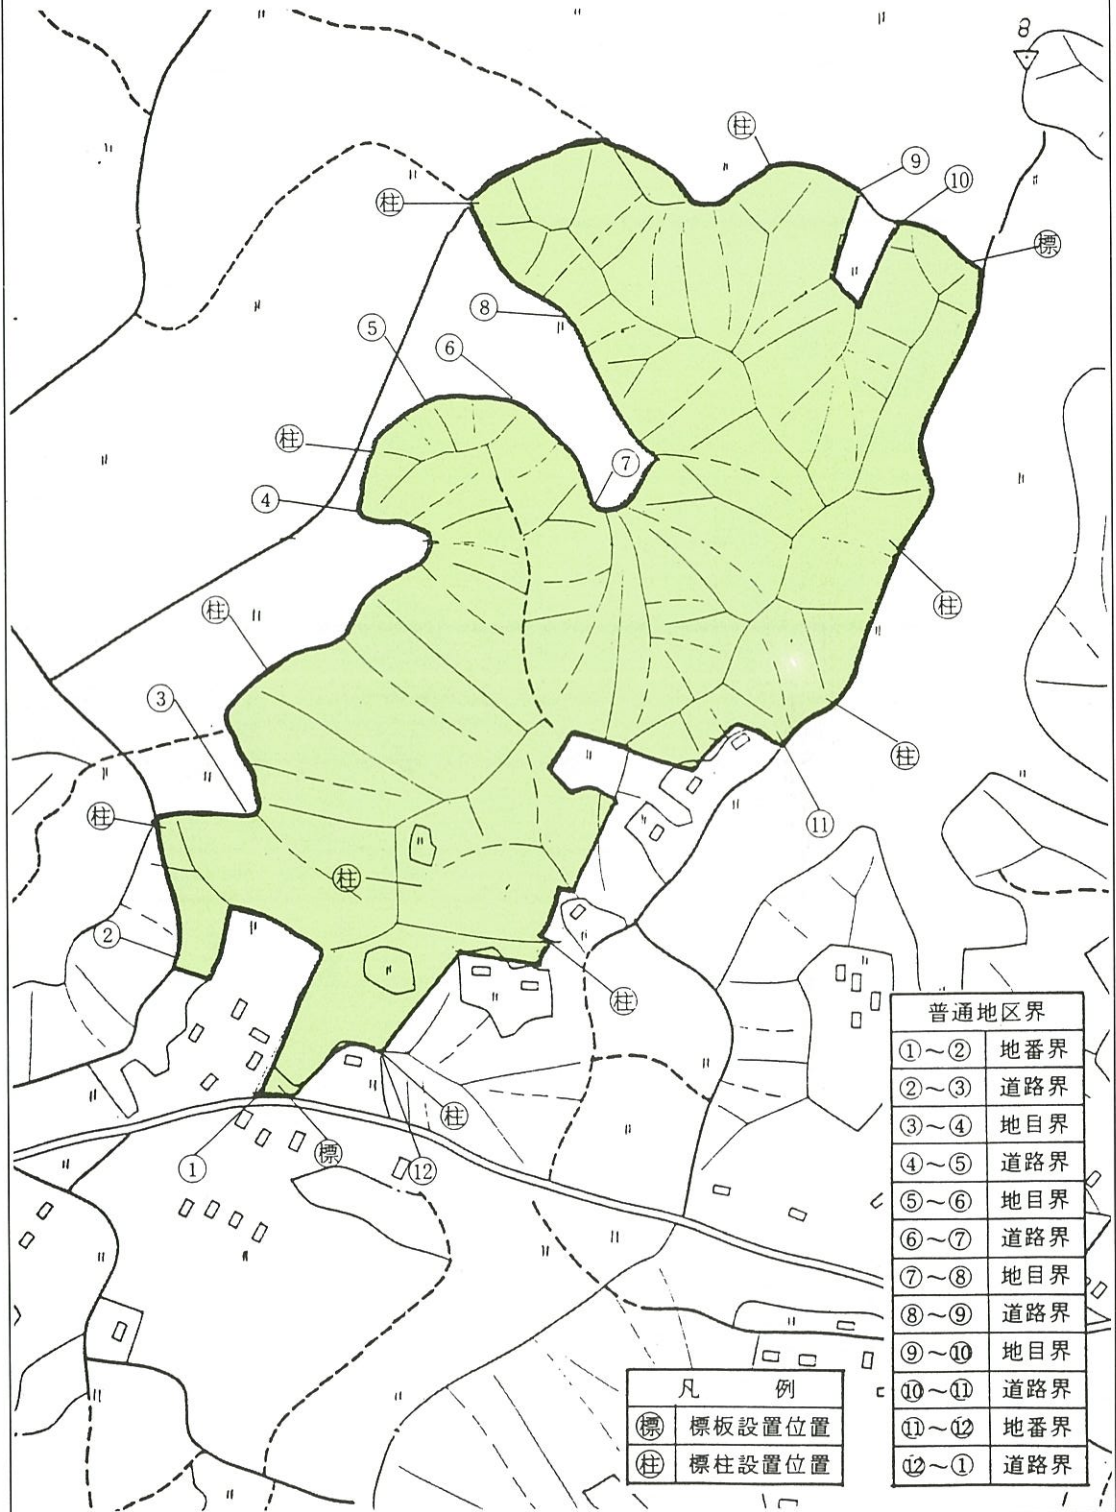 8
柱
⑨
⑩
柱
標
⑧
⑤
⑥
柱
⑦
④
柱
柱
③
柱
柱
⑪
柱
②
柱
柱
①
標
⑫
普通地区界
①～② 地番界
②～③ 道路界
③～④ 地目界
④～⑤ 道路界
⑤～⑥ 地目界
⑥～⑦ 道路界
⑦～⑧ 地目界
⑧～⑨ 道路界
⑨～⑩ 地目界
⑩～⑪ 道路界
⑪～⑫ 地番界
⑫～① 道路界
凡 例
標 標板設置位置
柱 標柱設置位置